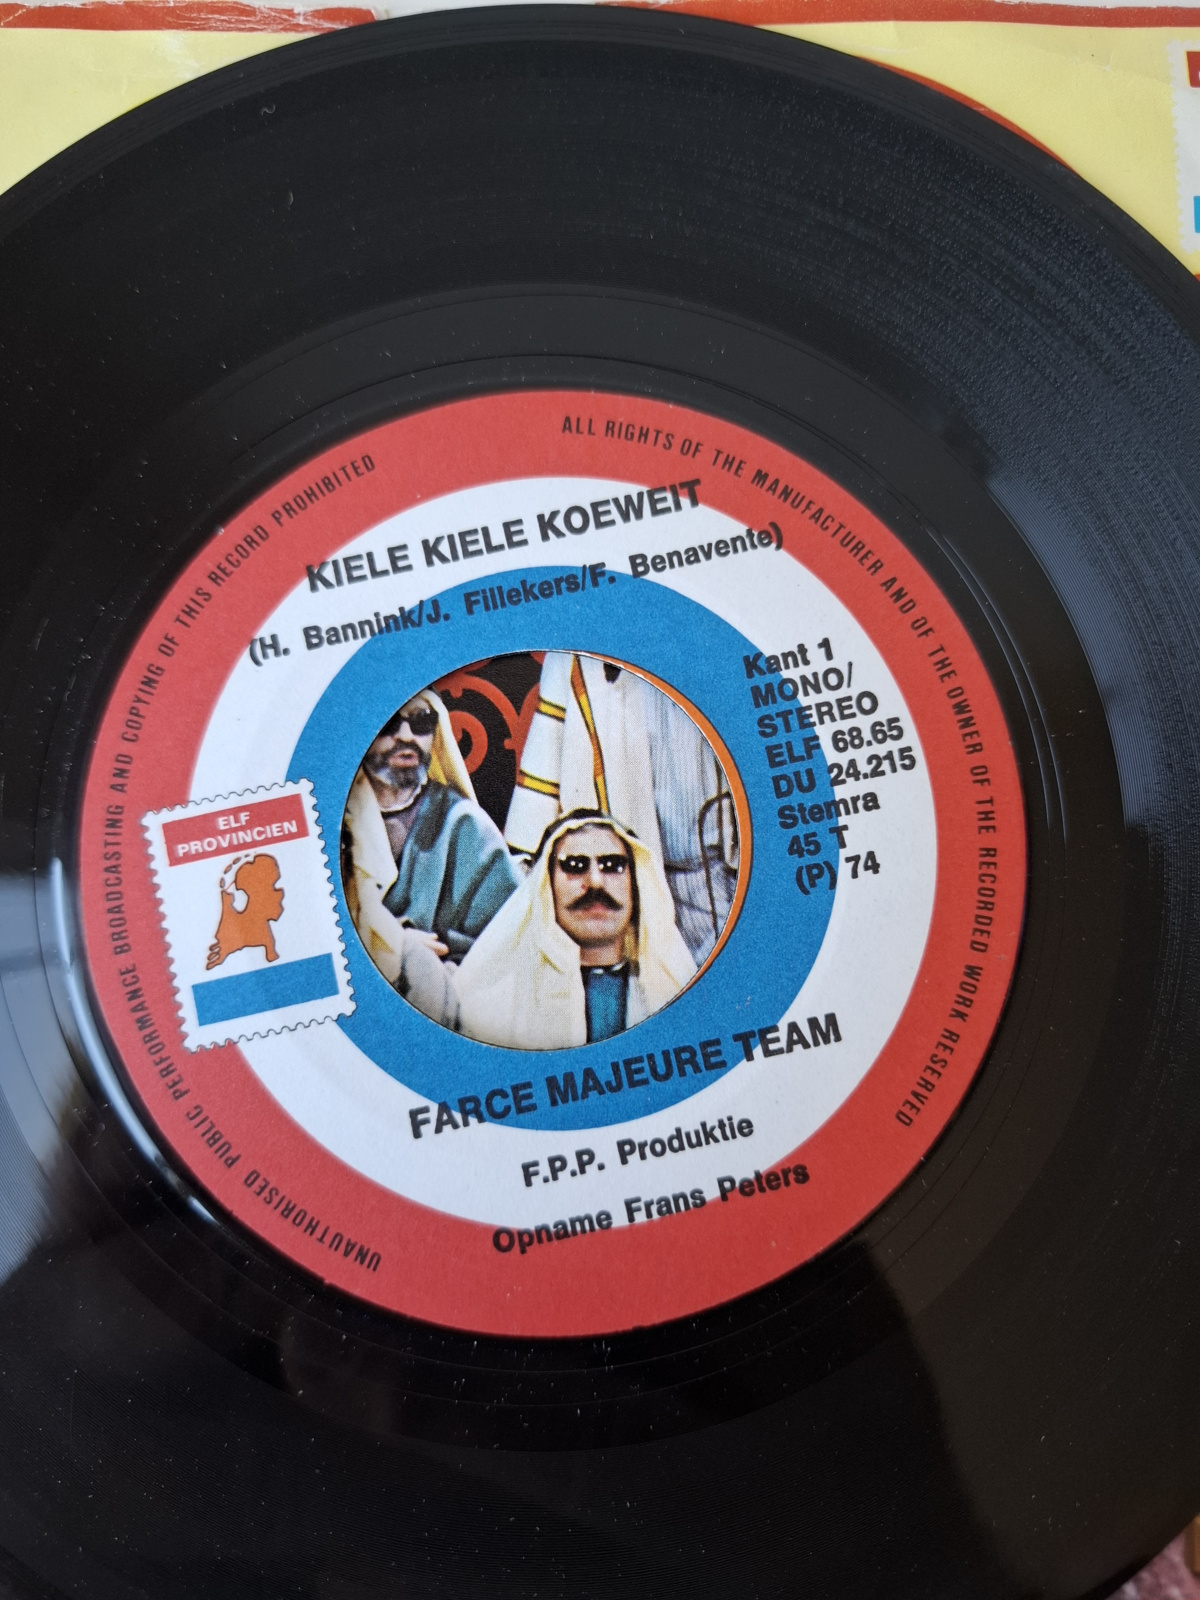 ALL RIGHTS OF THE MANUFACTURER AND OF THE OWNER OF THE RECORDED WORK RESERVED
UNAUTHORISED PUBLIC PERFORMANCE BROADCASTING AND COPYING OF THIS RECORD PROHIBITED
KIELE KIELE KOEWEIT
(H. Bannink/J. Fillekers/F. Benavente)
Kant 1
MONO/
STEREO
ELF 68.65
DU 24.215
Stemra
45 T
(P) 74
ELF
PROVINCIEN
FARCE MAJEURE TEAM
F.P.P. Produktie
Opname Frans Peters